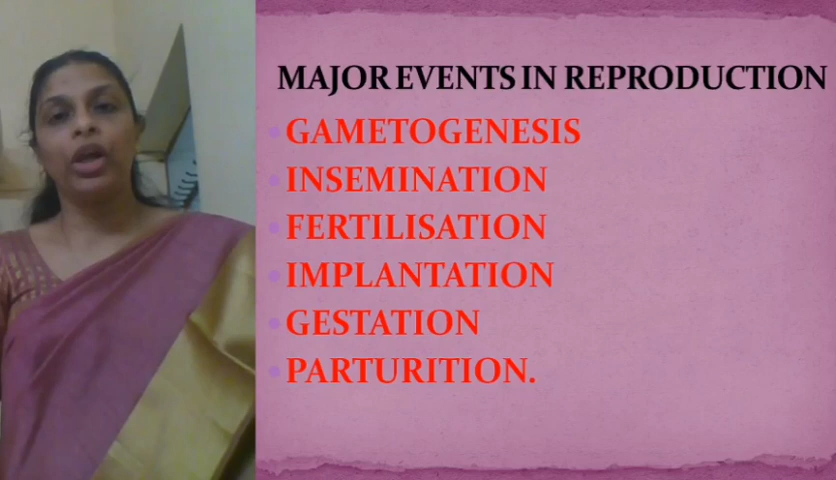 MAJOR EVENTS IN REPRODUCTION
• GAMETOGENESIS
• INSEMINATION
• FERTILISATION
• IMPLANTATION
• GESTATION
• PARTURITION.